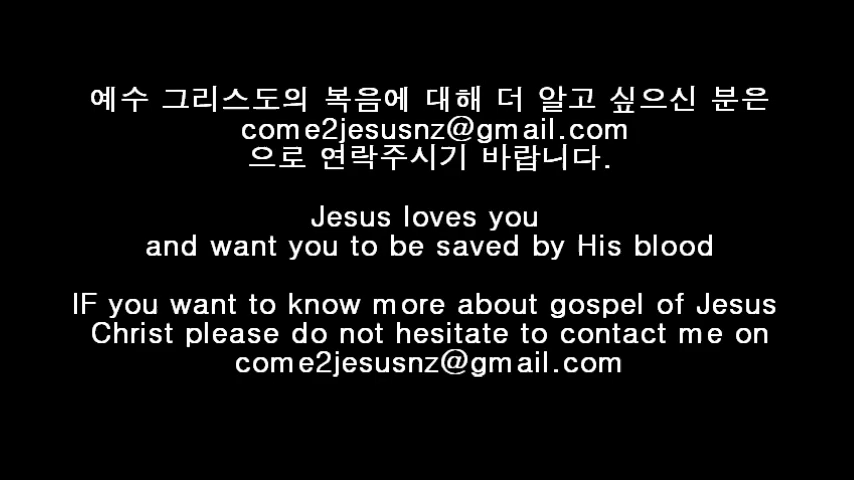 예수 그리스도의 복음에 대해 더 알고 싶으신 분은
come2jesusnz@gmail.com
으로 연락주시기 바랍니다.
Jesus loves you
and want you to be saved by His blood
IF you want to know more about gospel of Jesus
Christ please do not hesitate to contact me on
come2jesusnz@gmail.com